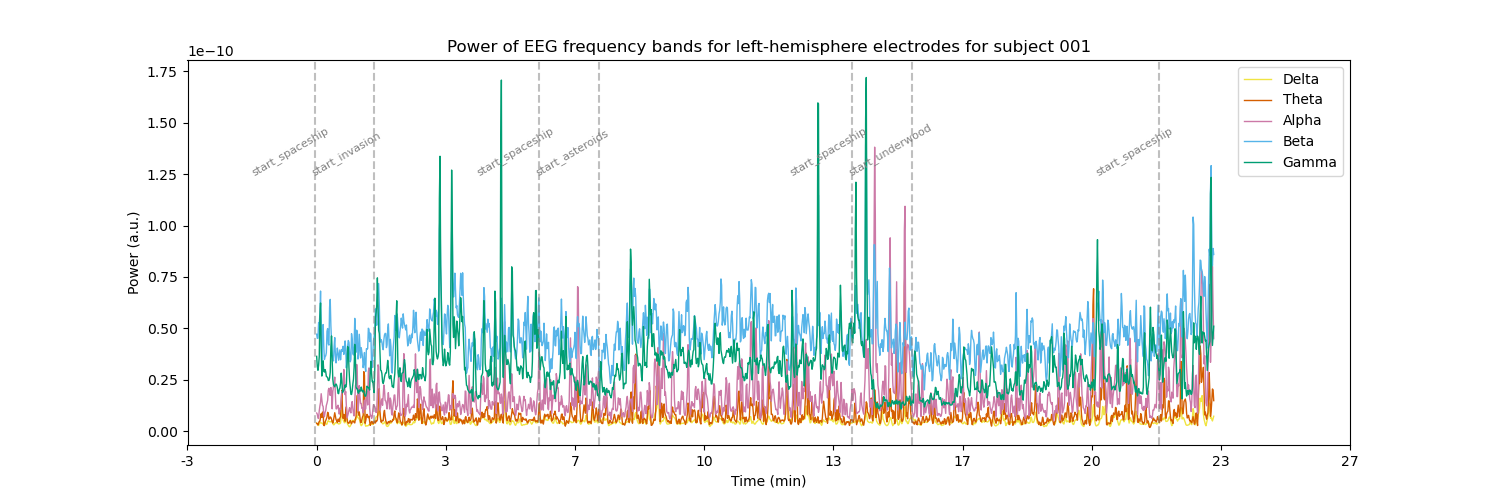 Power of EEG frequency bands for left-hemisphere electrodes for subject 001
1e−10
1.75
1.50
1.25
1.00
0.75
0.50
0.25
0.00
Power (a.u.)
start_spaceship
start_invasion
start_spaceship
start_asteroids
start_spaceship
start_underwood
start_spaceship
Delta
Theta
Alpha
Beta
Gamma
-3 0 3 7 10 13 17 20 23 27
Time (min)